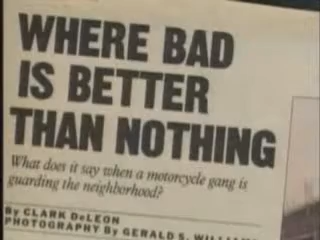 WHERE BAD
IS BETTER
THAN NOTHING
What does it say when a motorcycle gang is
guarding the neighborhood?
By CLARK DeLEON
PHOTOGRAPHY By GERALD S.